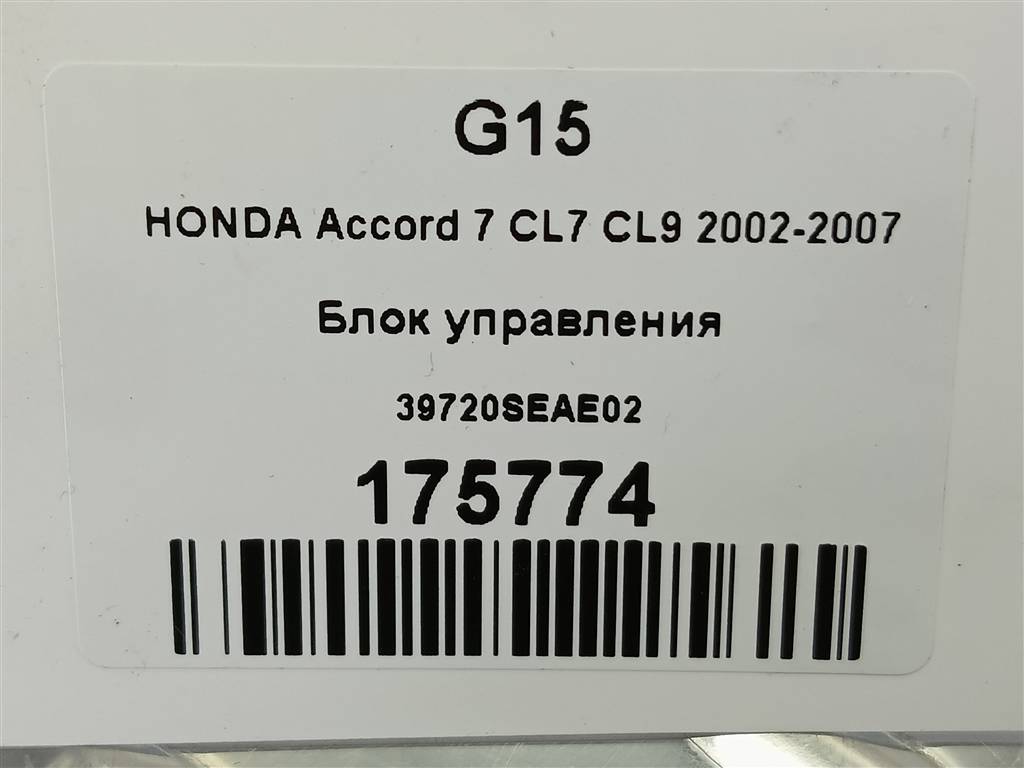 G15
HONDA Accord 7 CL7 CL9 2002-2007
Блок управления
39720SEAE02
175774